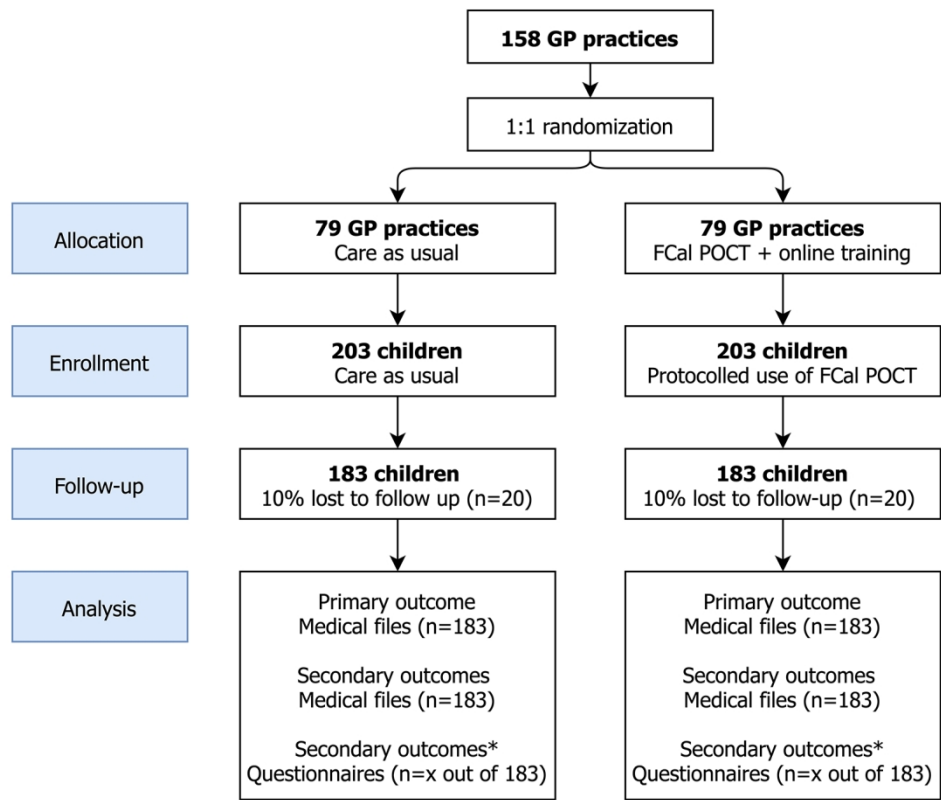 158 GP practices
1:1 randomization
Allocation
79 GP practices
Care as usual
79 GP practices
FCal POCT + online training
Enrollment
203 children
Care as usual
203 children
Protocolled use of FCal POCT
Follow-up
183 children
10% lost to follow up (n=20)
183 children
10% lost to follow-up (n=20)
Analysis
Primary outcome
Medical files (n=183)
Secondary outcomes
Medical files (n=183)
Secondary outcomes*
Questionnaires (n=x out of 183)
Primary outcome
Medical files (n=183)
Secondary outcomes
Medical files (n=183)
Secondary outcomes*
Questionnaires (n=x out of 183)